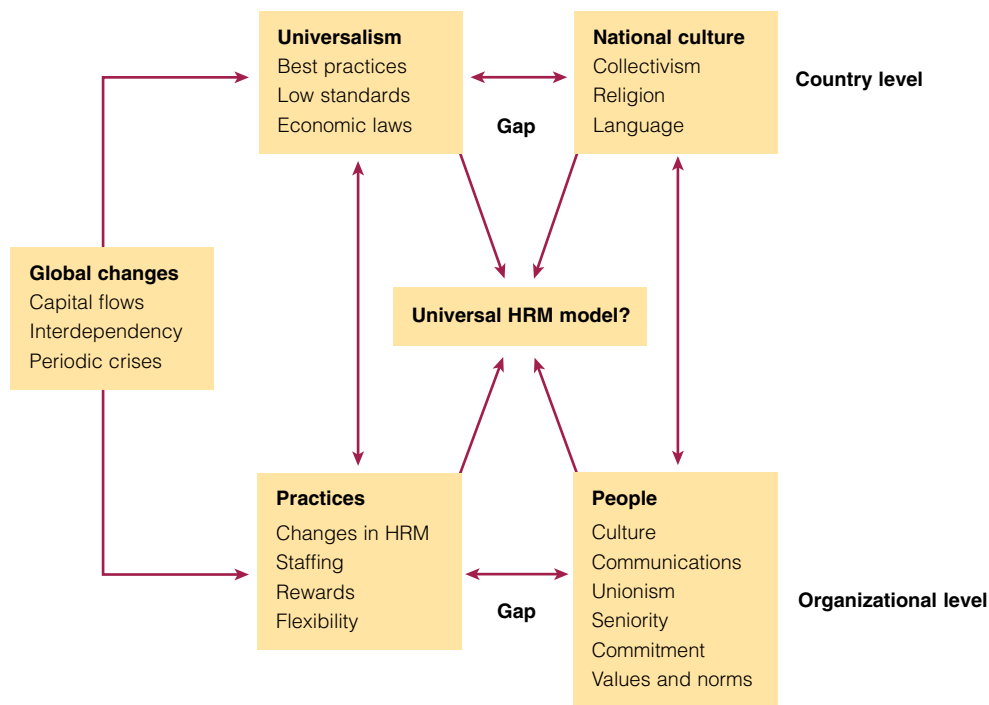 Universalism
Best practices
Low standards
Economic laws
Gap
National culture
Collectivism
Religion
Language
Country level
Global changes
Capital flows
Interdependency
Periodic crises
Universal HRM model?
Practices
Changes in HRM
Staffing
Rewards
Flexibility
Gap
People
Culture
Communications
Unionism
Seniority
Commitment
Values and norms
Organizational level